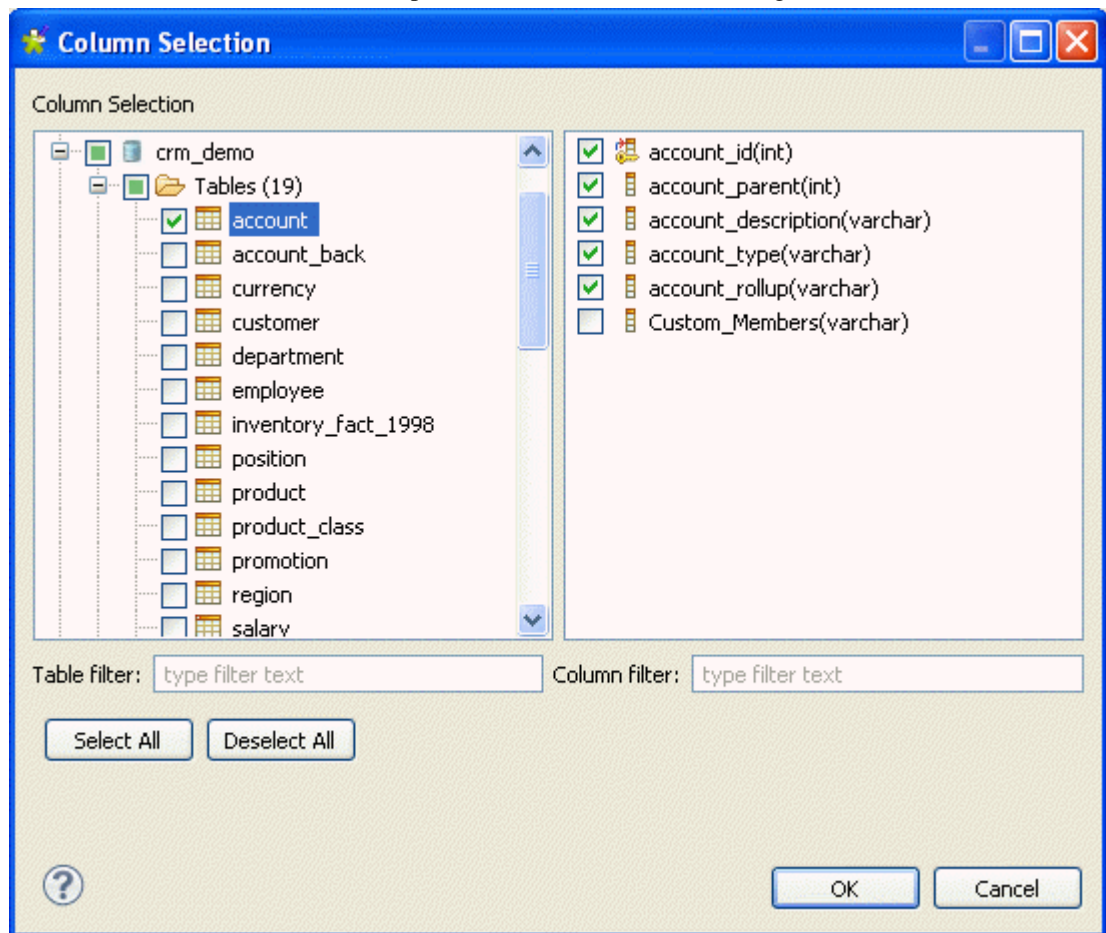 Column Selection
Column Selection
crm_demo
Tables (19)
account
account_back
currency
customer
department
employee
inventory_fact_1998
position
product
product_class
promotion
region
salary
account_id(int)
account_parent(int)
account_description(varchar)
account_type(varchar)
account_rollup(varchar)
Custom_Members(varchar)
Table filter: type filter text
Column filter: type filter text
Select All
Deselect All
?
OK
Cancel